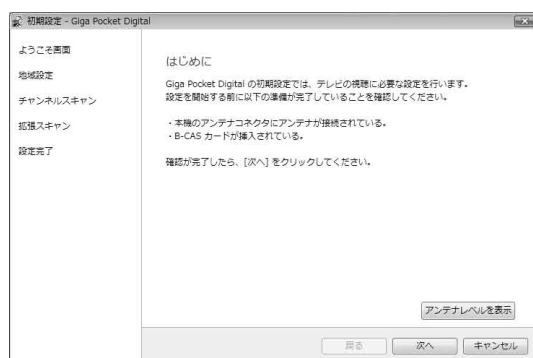 初期設定 - Giga Pocket Digital
ようこそ画面
地域設定
チャンネルスキャン
拡張スキャン
設定完了
はじめに
Giga Pocket Digital の初期設定では、テレビの視聴に必要な設定を行います。
設定を開始する前に以下の準備が完了していることを確認してください。
・本機のアンテナコネクタにアンテナが接続されている。
・B-CAS カードが挿入されている。
確認が完了したら、[次へ] をクリックしてください。
アンテナレベルを表示
戻る
次へ
キャンセル